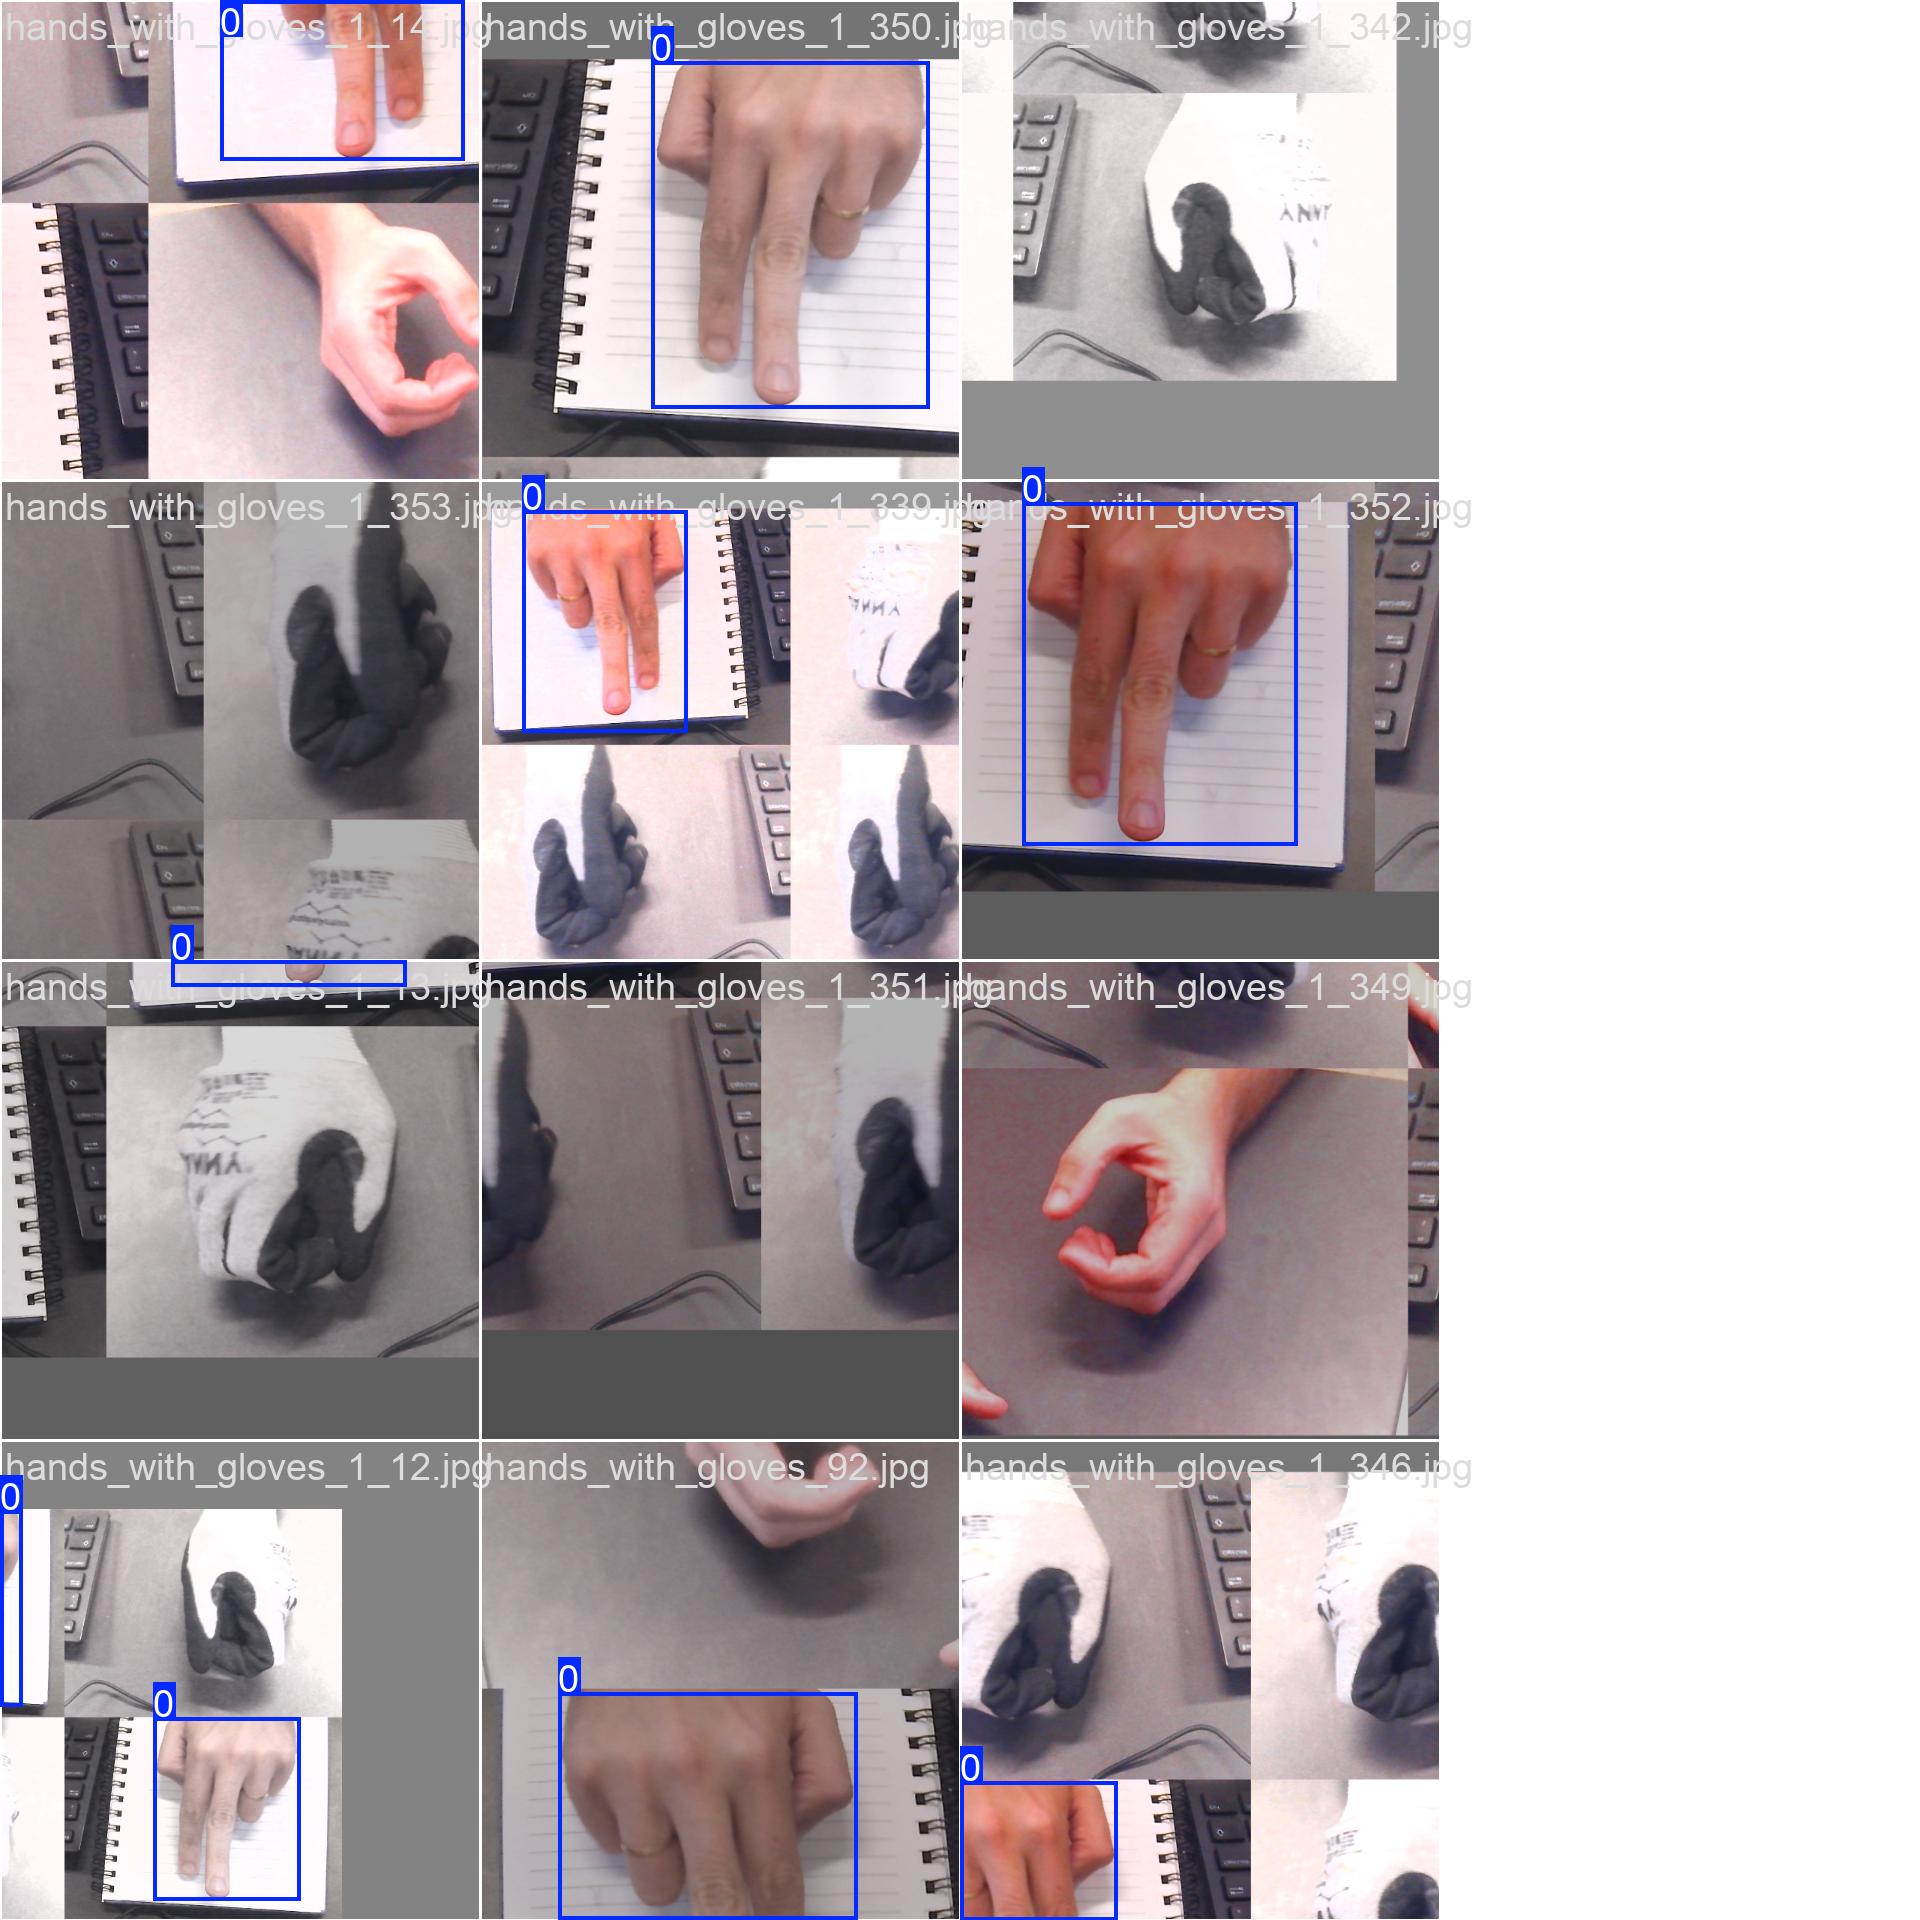 hands_with_gloves_1_14.jpg
0
hands_with_gloves_1_350.jpg
0
hands_with_gloves_1_342.jpg
hands_with_gloves_1_353.jpg
hands_with_gloves_1_339.jpg
0
hands_with_gloves_1_352.jpg
0
hands_with_gloves_1_13.jpg
0
hands_with_gloves_1_351.jpg
hands_with_gloves_1_349.jpg
hands_with_gloves_1_12.jpg
0
0
hands_with_gloves_92.jpg
0
hands_with_gloves_1_346.jpg
0